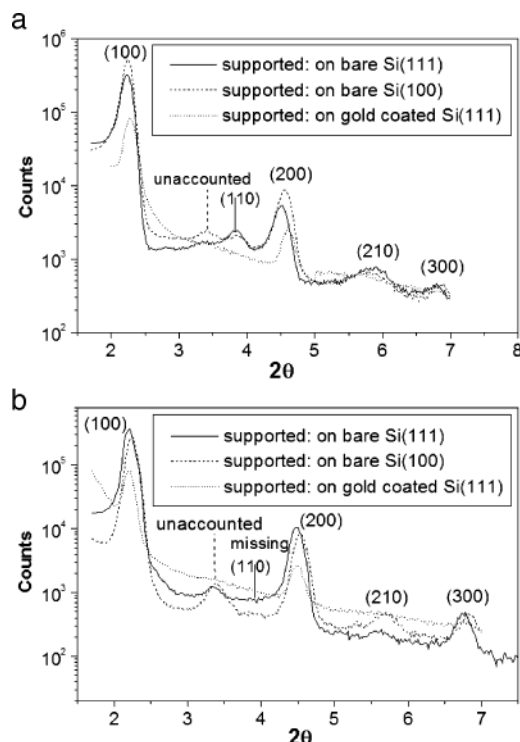 a
10^6
10^5
10^4
10^3
10^2
Counts
(100)
supported: on bare Si(111)
supported: on bare Si(100)
supported: on gold coated Si(111)
unaccounted
(110)
(200)
(210)
(300)
2 3 4 5 6 7 8
2θ
b
10^5
10^4
10^3
10^2
Counts
(100)
supported: on bare Si(111)
supported: on bare Si(100)
supported: on gold coated Si(111)
unaccounted
missing
(110)
(200)
(210)
(300)
2 3 4 5 6 7
2θ